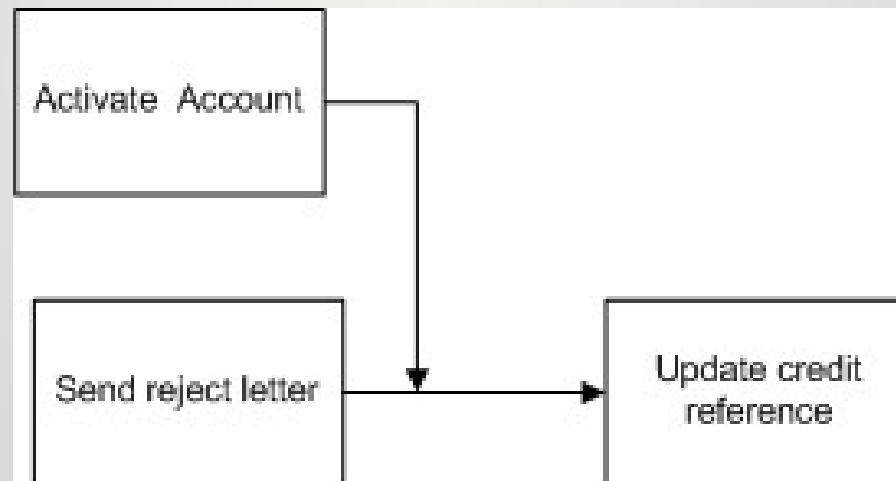 Activate Account
Send reject letter
Update credit
reference